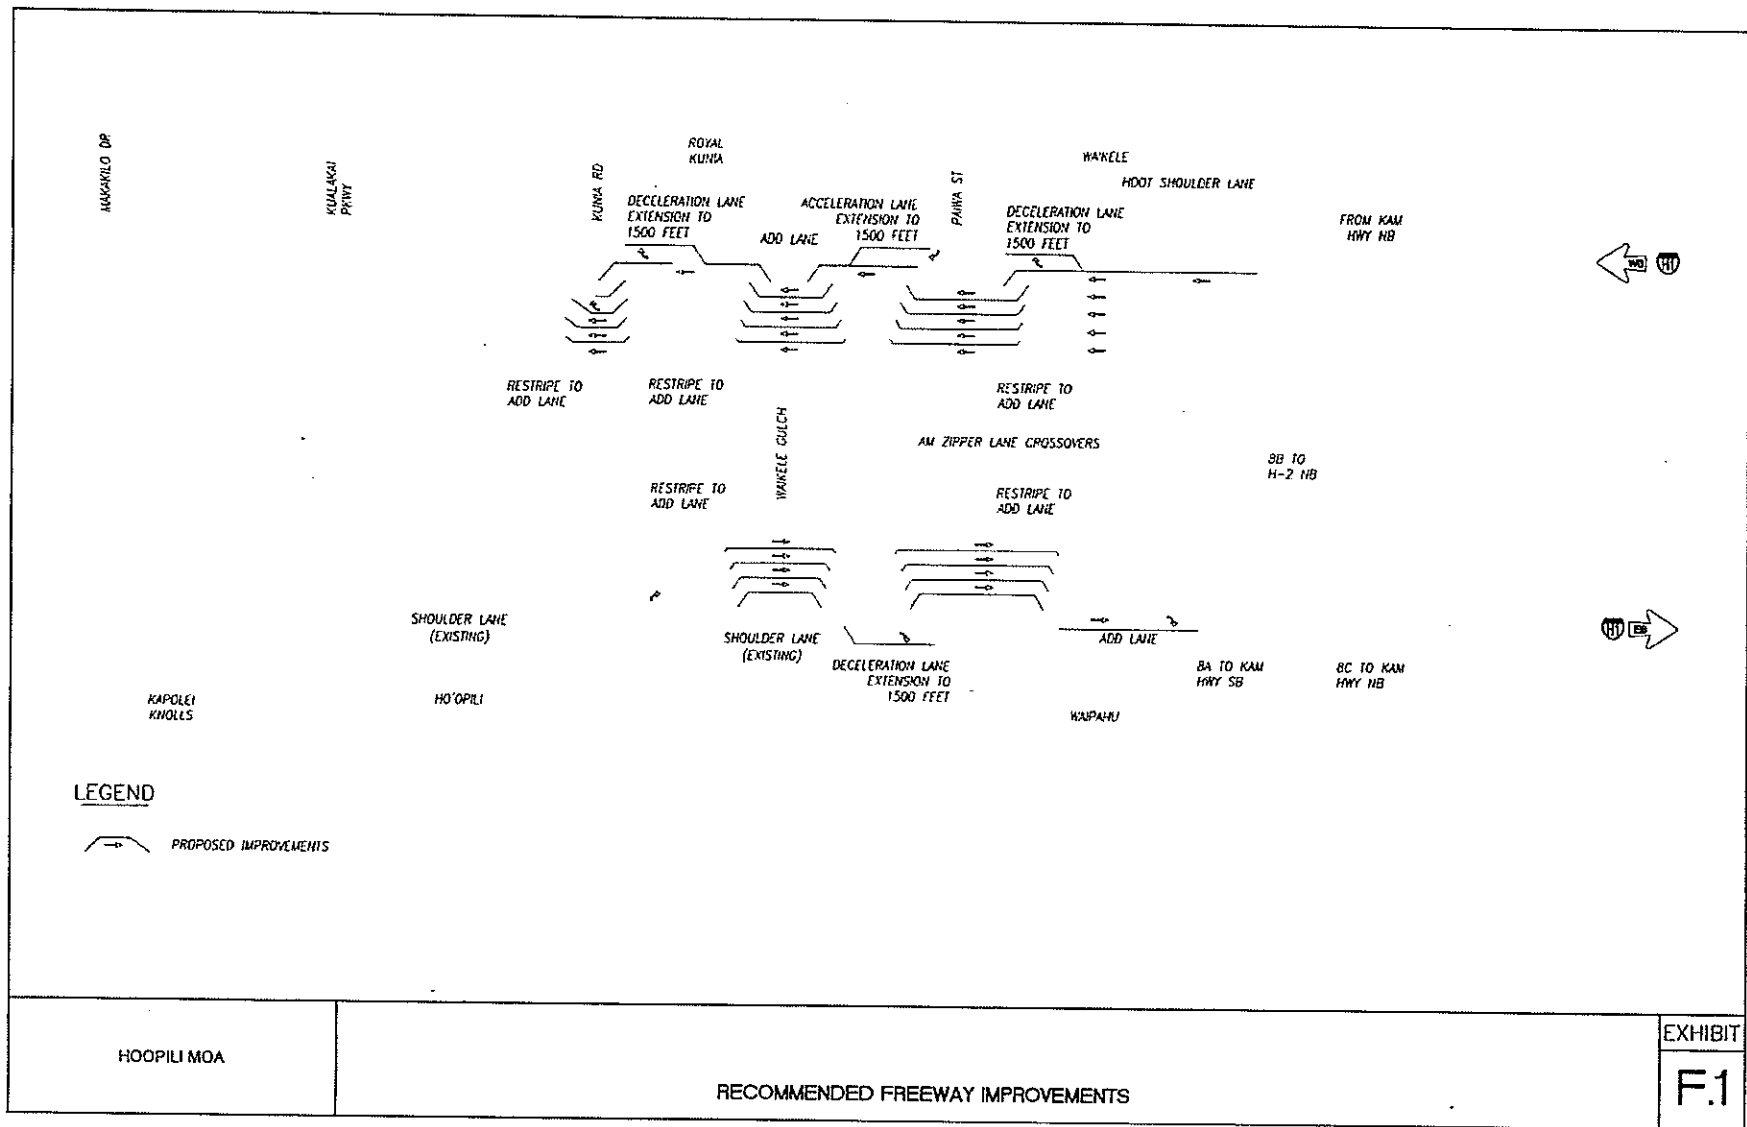 MAKAKILO DR.
KUALAKAI
PKWY
KUNIA RD
ROYAL
KUNIA
PAIWA ST
WAIKELE
HDOT SHOULDER LANE
DECELERATION LANE
EXTENSION TO
1500 FEET
ADD LANE
ACCELERATION LANE
EXTENSION TO
1500 FEET
DECELERATION LANE
EXTENSION TO
1500 FEET
FROM KAM
HWY NB
WB
H1
RESTRIPE TO
ADD LANE
RESTRIPE TO
ADD LANE
RESTRIPE TO
ADD LANE
WAIKELE GULCH
AM ZIPPER LANE CROSSOVERS
8B TO
H-2 NB
RESTRIPE TO
ADD LANE
RESTRIPE TO
ADD LANE
SHOULDER LANE
(EXISTING)
SHOULDER LANE
(EXISTING)
ADD LANE
H1
EB
DECELERATION LANE
EXTENSION TO
1500 FEET
8A TO KAM
HWY SB
8C TO KAM
HWY NB
KAPOLEI
KNOLLS
HO'OPILI
WAIPAHU
LEGEND
PROPOSED IMPROVEMENTS
HOOPILI MOA
RECOMMENDED FREEWAY IMPROVEMENTS
EXHIBIT
F.1